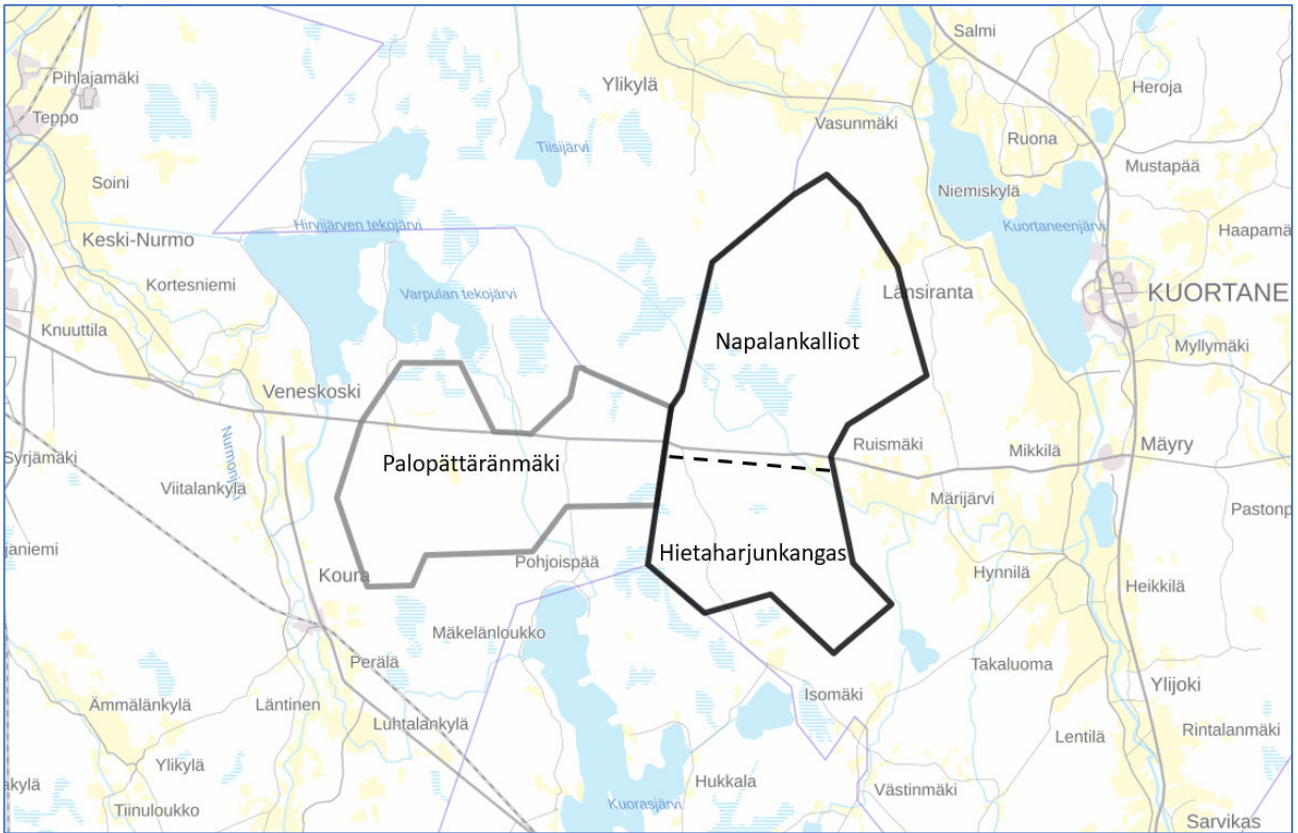 Salmi
Pihlajamäki
Ylikylä
Heroja
Teppo
Vasunmäki
Ruona
Tiisijärvi
Mustapää
Soini
Niemiskylä
Hirvijärven tekojärvi
Kuortaneenjärvi
Haapamä
Keski-Nurmo
Kortesniemi
Varpulan tekojärvi
Länsiranta
KUORTANE
Knuuttila
Napalankalliot
Myllymäki
Veneskoski
Ruismäki
Mikkilä
Mäyry
Syrjämäki
Nurmonjoki
Palopättäränmäki
Viitalankylä
Märijärvi
Pastonp
janiemi
Hietaharjunkangas
Pohjoispää
Koura
Hynnilä
Heikkilä
Mäkelänloukko
Perälä
Takaluoma
Ylijoki
Isomäki
Ämmälänkylä
Läntinen
Luhtalankylä
Rintalanmäki
Lentilä
Ylikylä
Hukkala
akylä
Västinmäki
Tiinuloukko
Kuorasjärvi
Sarvikas